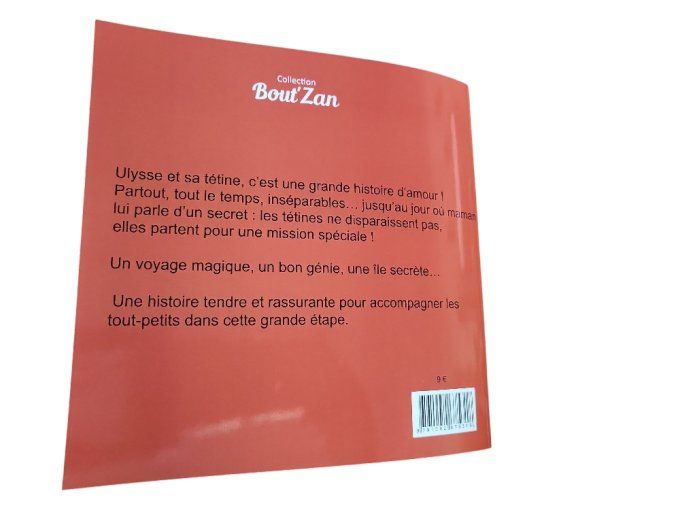 Collection
Bout'Zan
Ulysse et sa tétine, c'est une grande histoire d'amour !
Partout, tout le temps, inséparables… jusqu'au jour où maman
lui parle d'un secret : les tétines ne disparaissent pas,
elles partent pour une mission spéciale !
Un voyage magique, un bon génie, une île secrète…
Une histoire tendre et rassurante pour accompagner les
tout-petits dans cette grande étape.
9 €